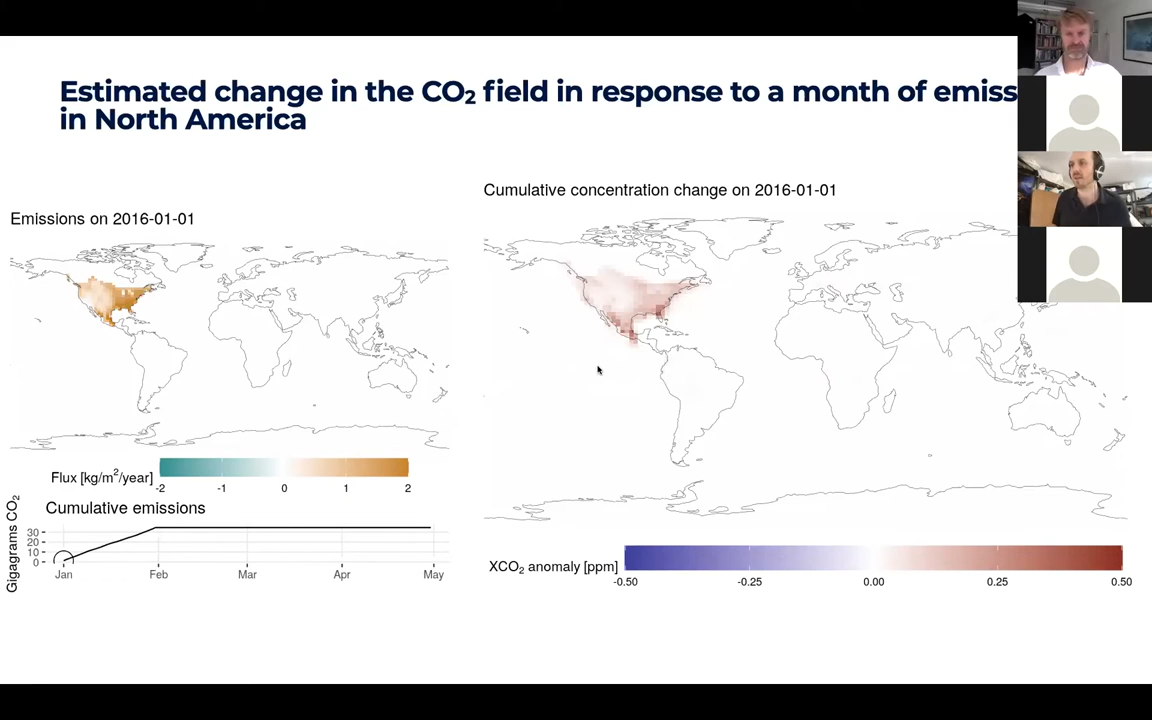 Estimated change in the CO₂ field in response to a month of emiss
in North America
Cumulative concentration change on 2016-01-01
Emissions on 2016-01-01
Flux [kg/m²/year]
-2 -1 0 1 2
Cumulative emissions
Gigagrams CO₂
30
20
10
0
Jan Feb Mar Apr May
XCO₂ anomaly [ppm]
-0.50 -0.25 0.00 0.25 0.50